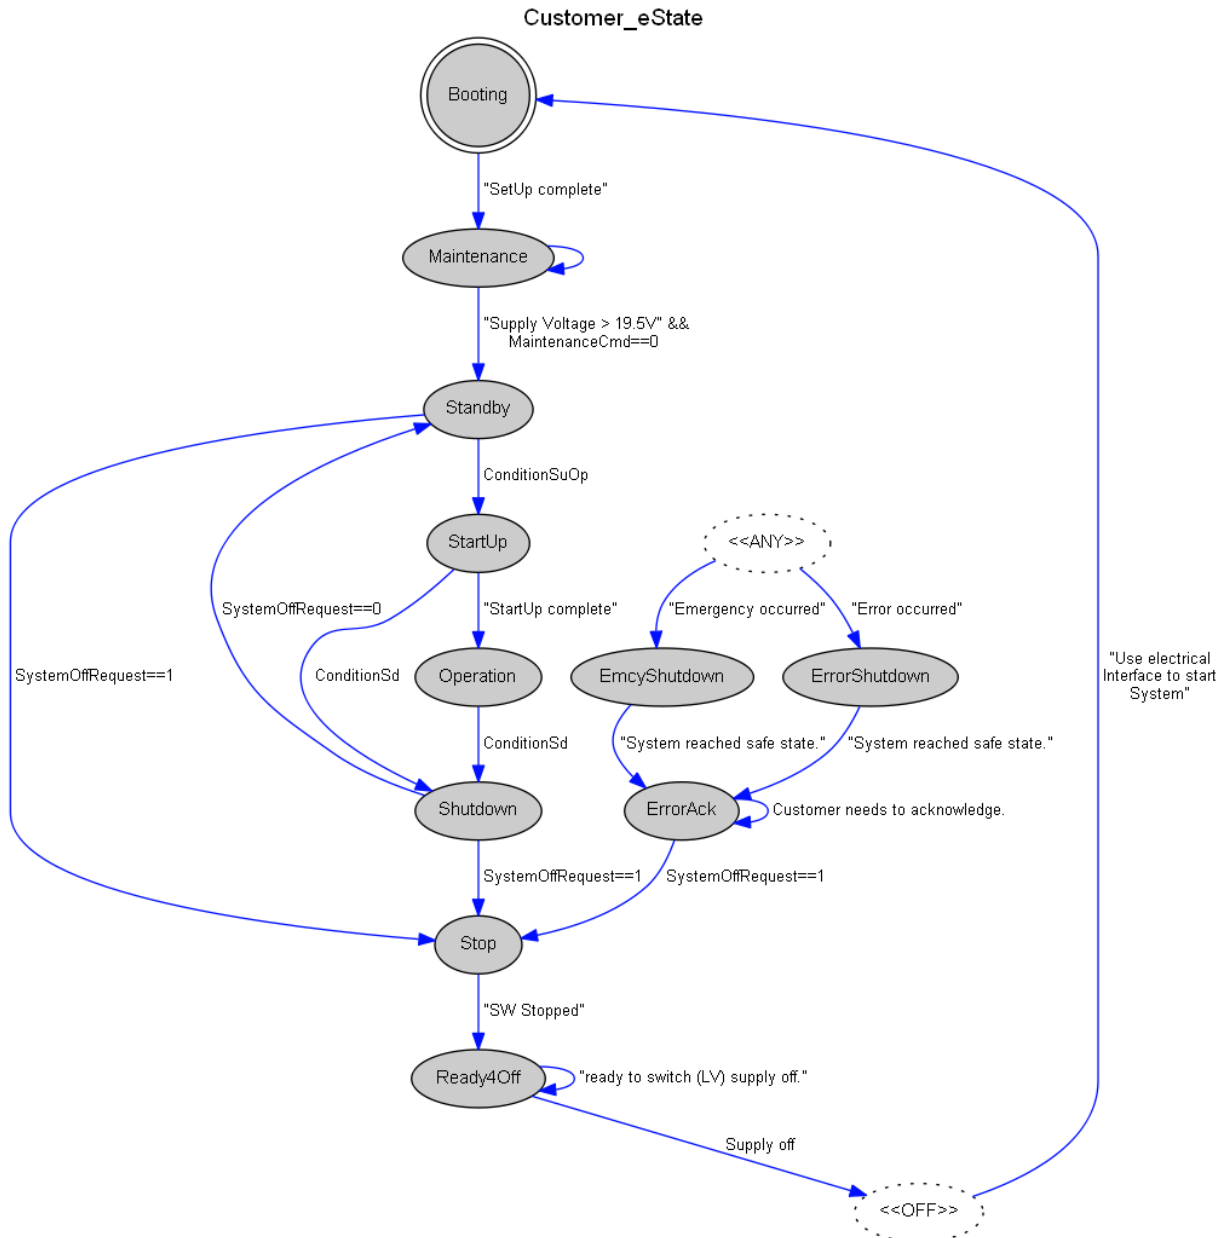 Customer_eState
Booting
"SetUp complete"
Maintenance
"Supply Voltage > 19.5V" &&
MaintenanceCmd==0
Standby
ConditionSuOp
StartUp
<<ANY>>
SystemOffRequest==0
"StartUp complete"
"Emergency occurred"
"Error occurred"
SystemOffRequest==1
ConditionSd
Operation
EmcyShutdown
ErrorShutdown
"Use electrical
Interface to start
System"
ConditionSd
"System reached safe state."
"System reached safe state."
Shutdown
ErrorAck
Customer needs to acknowledge.
SystemOffRequest==1
SystemOffRequest==1
Stop
"SW Stopped"
Ready4Off
"ready to switch (LV) supply off."
Supply off
<<OFF>>